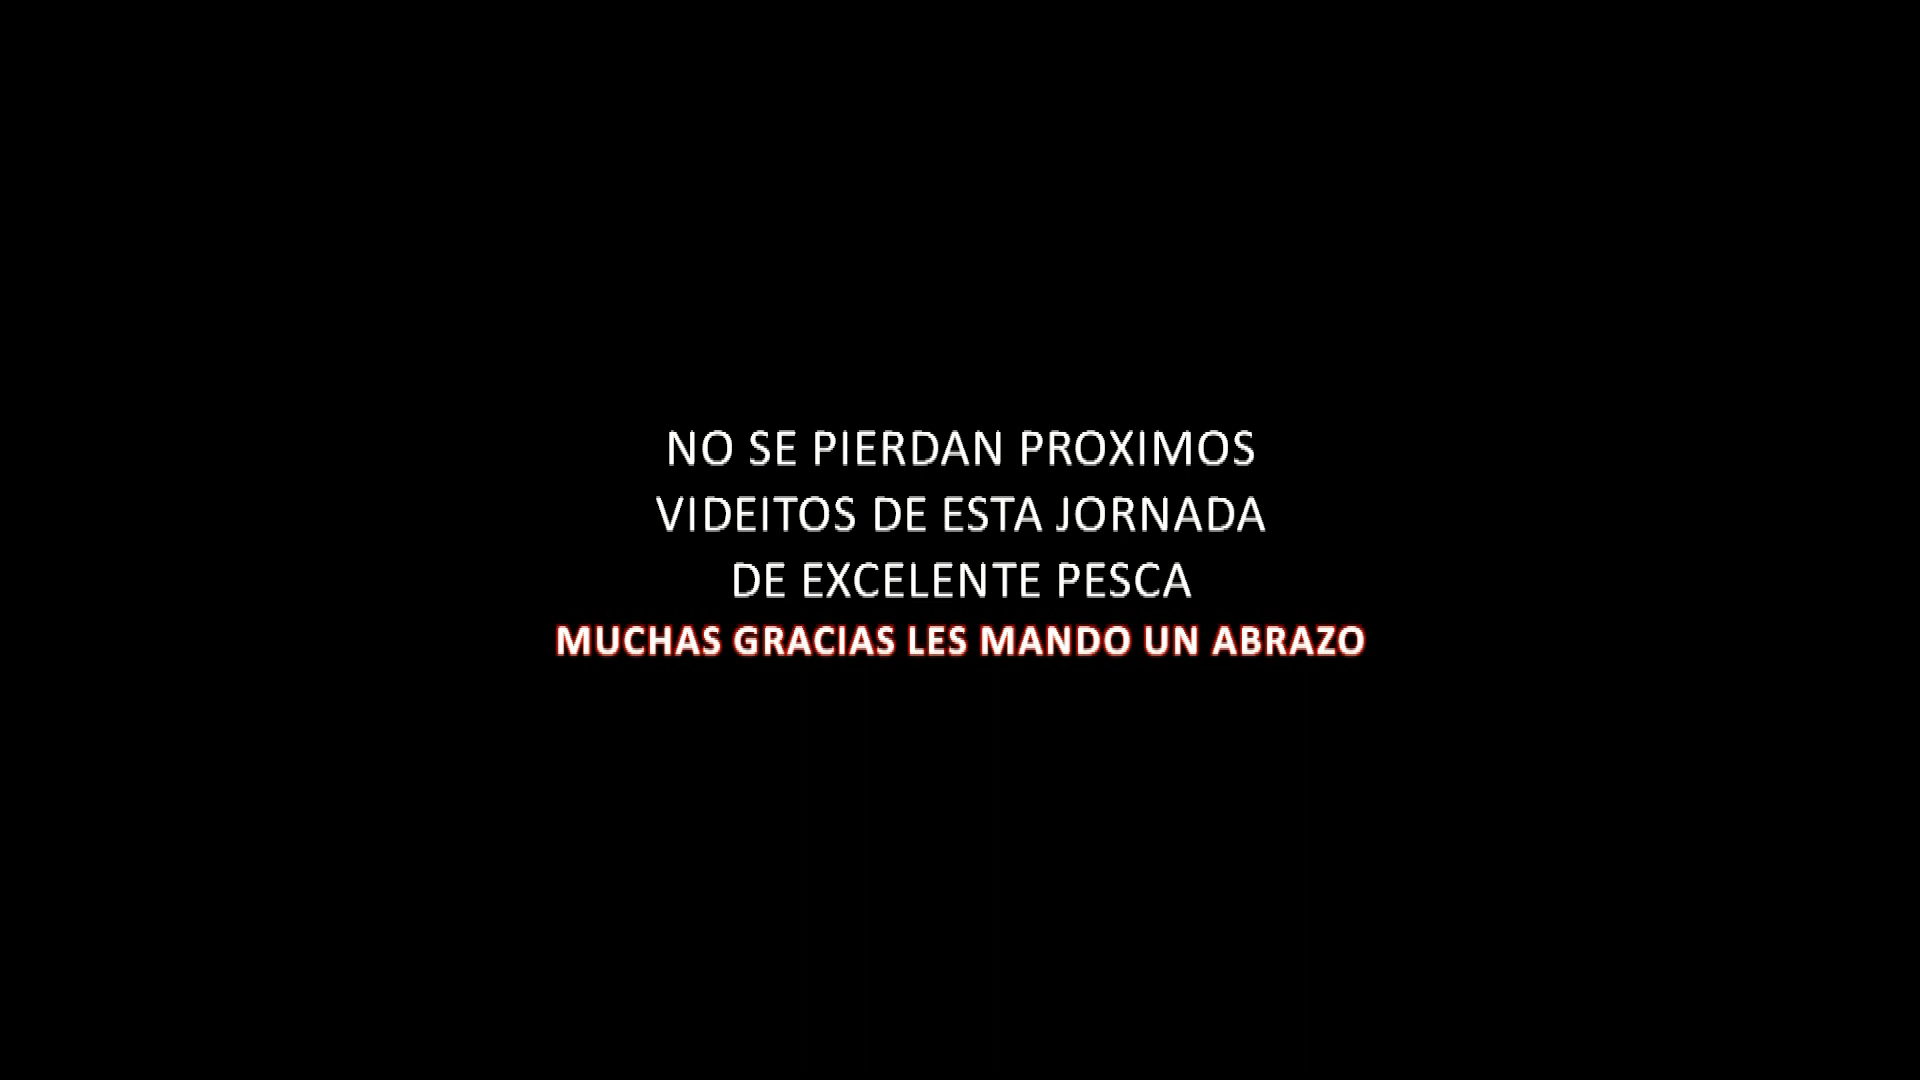 NO SE PIERDAN PROXIMOS
VIDEITOS DE ESTA JORNADA
DE EXCELENTE PESCA
MUCHAS GRACIAS LES MANDO UN ABRAZO